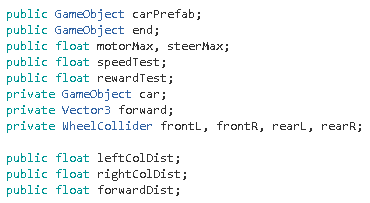 public GameObject carPrefab;
public GameObject end;
public float motorMax, steerMax;
public float speedTest;
public float rewardTest;
private GameObject car;
private Vector3 forward;
private WheelCollider frontL, frontR, rearL, rearR;

public float leftColDist;
public float rightColDist;
public float forwardDist;